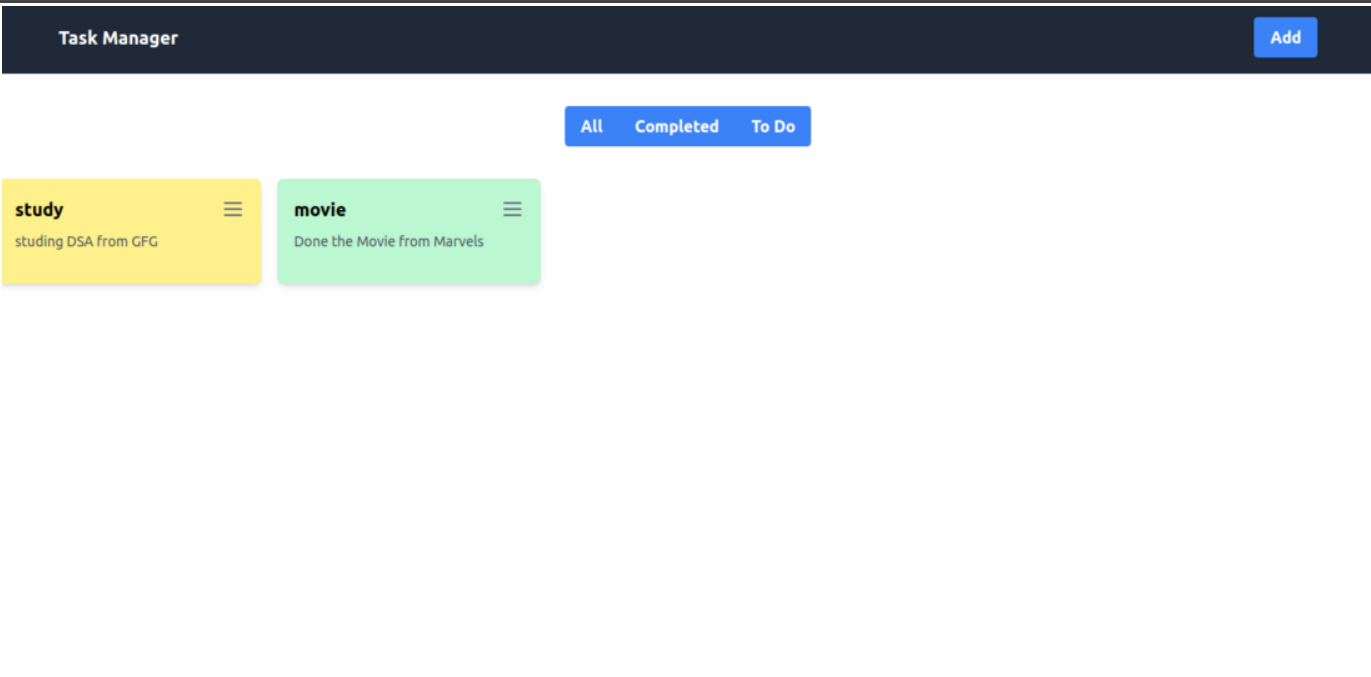 Task Manager
Add
All Completed To Do
study
studing DSA from GFG
movie
Done the Movie from Marvels